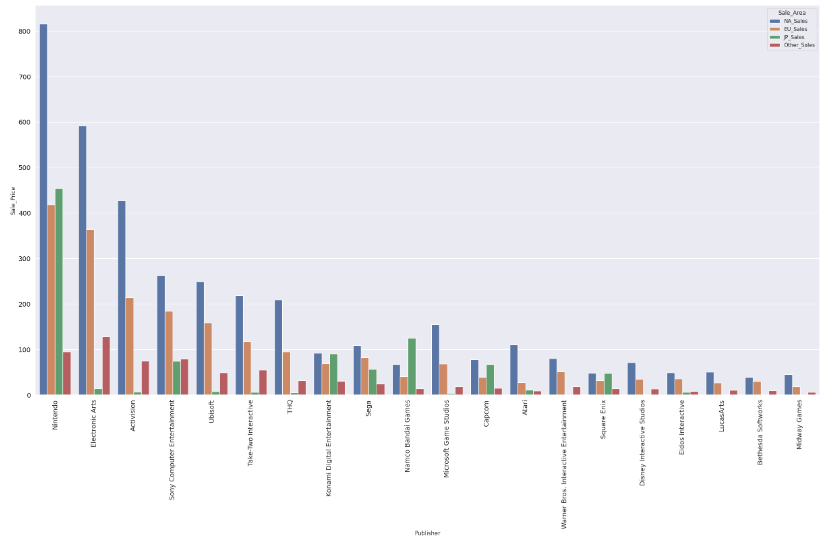 Sale_Area
NA_Sales
EU_Sales
JP_Sales
Other_Sales
Sale_Price
800
700
600
500
400
300
200
100
0
Nintendo
Electronic Arts
Activision
Sony Computer Entertainment
Ubisoft
Take-Two Interactive
THQ
Konami Digital Entertainment
Sega
Namco Bandai Games
Microsoft Game Studios
Capcom
Atari
Warner Bros. Interactive Entertainment
Square Enix
Disney Interactive Studios
Eidos Interactive
LucasArts
Bethesda Softworks
Midway Games
Publisher